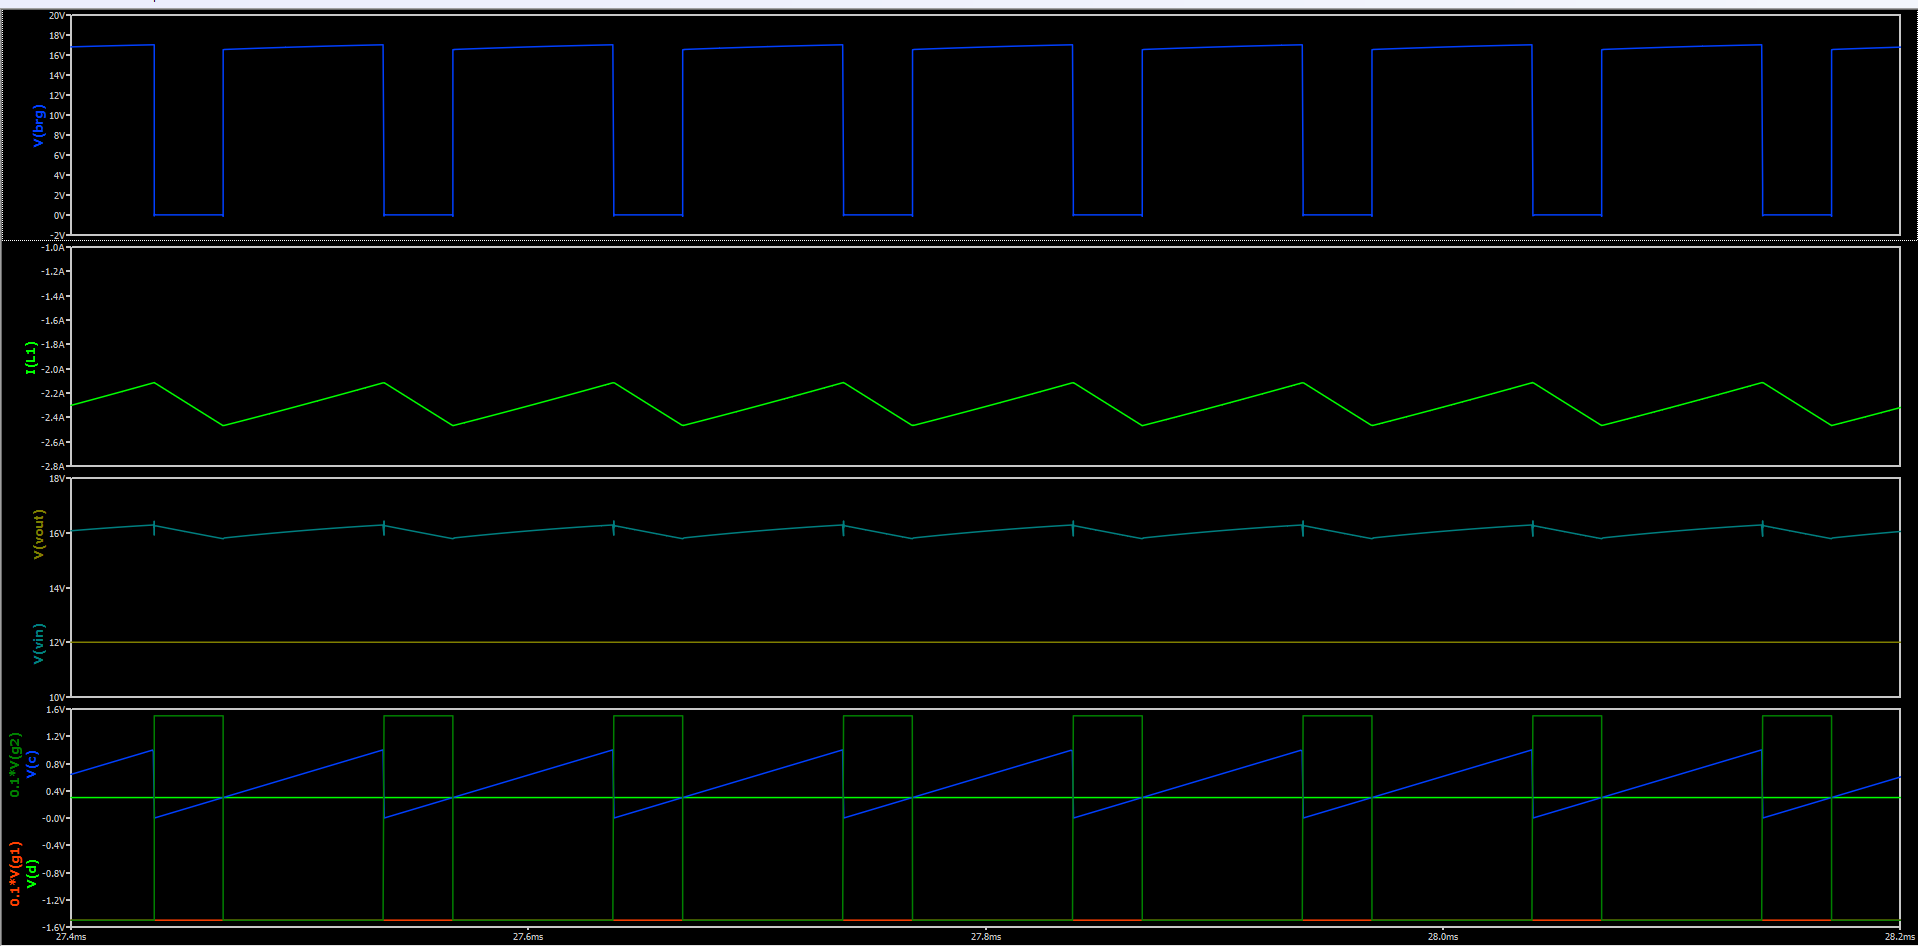 20V
18V
16V
14V
12V
10V
8V
6V
4V
2V
0V
-2V
V(brg)
-1.0A
-1.2A
-1.4A
-1.6A
-1.8A
-2.0A
-2.2A
-2.4A
-2.6A
-2.8A
I(L1)
18V
16V
14V
12V
10V
V(vout)
V(vin)
1.6V
1.2V
0.8V
0.4V
-0.0V
-0.4V
-0.8V
-1.2V
-1.6V
0.1*V(g2)
V(c)
0.1*V(g1)
V(d)
27.4ms
27.6ms
27.8ms
28.0ms
28.2ms